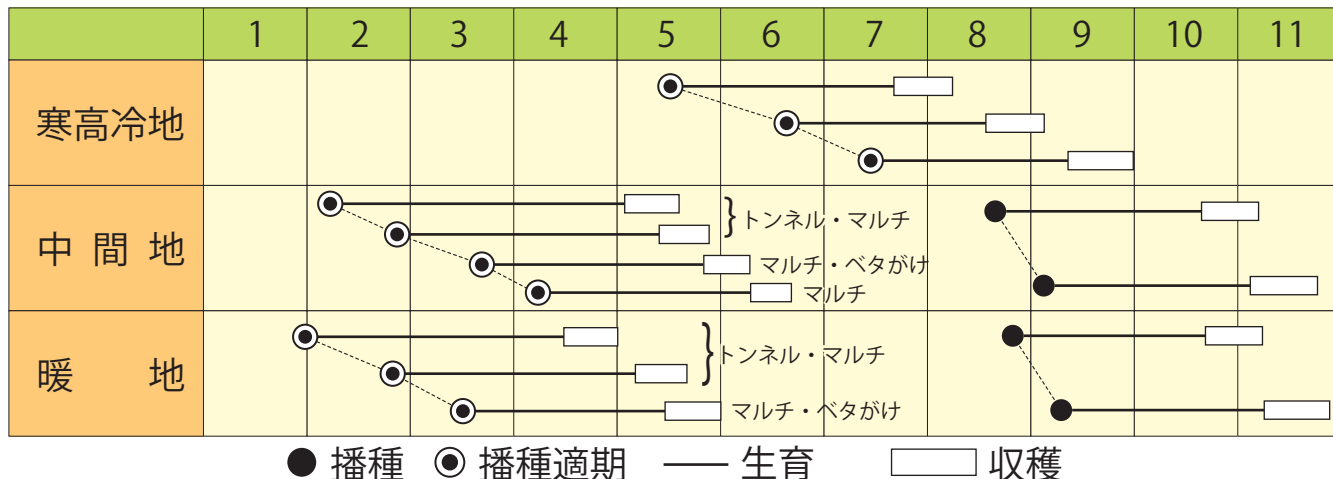 1 2 3 4 5 6 7 8 9 10 11
寒高冷地
中間地
トンネル・マルチ
マルチ・ベタがけ
マルチ
暖地
トンネル・マルチ
マルチ・ベタがけ
播種 播種適期 生育 収穫